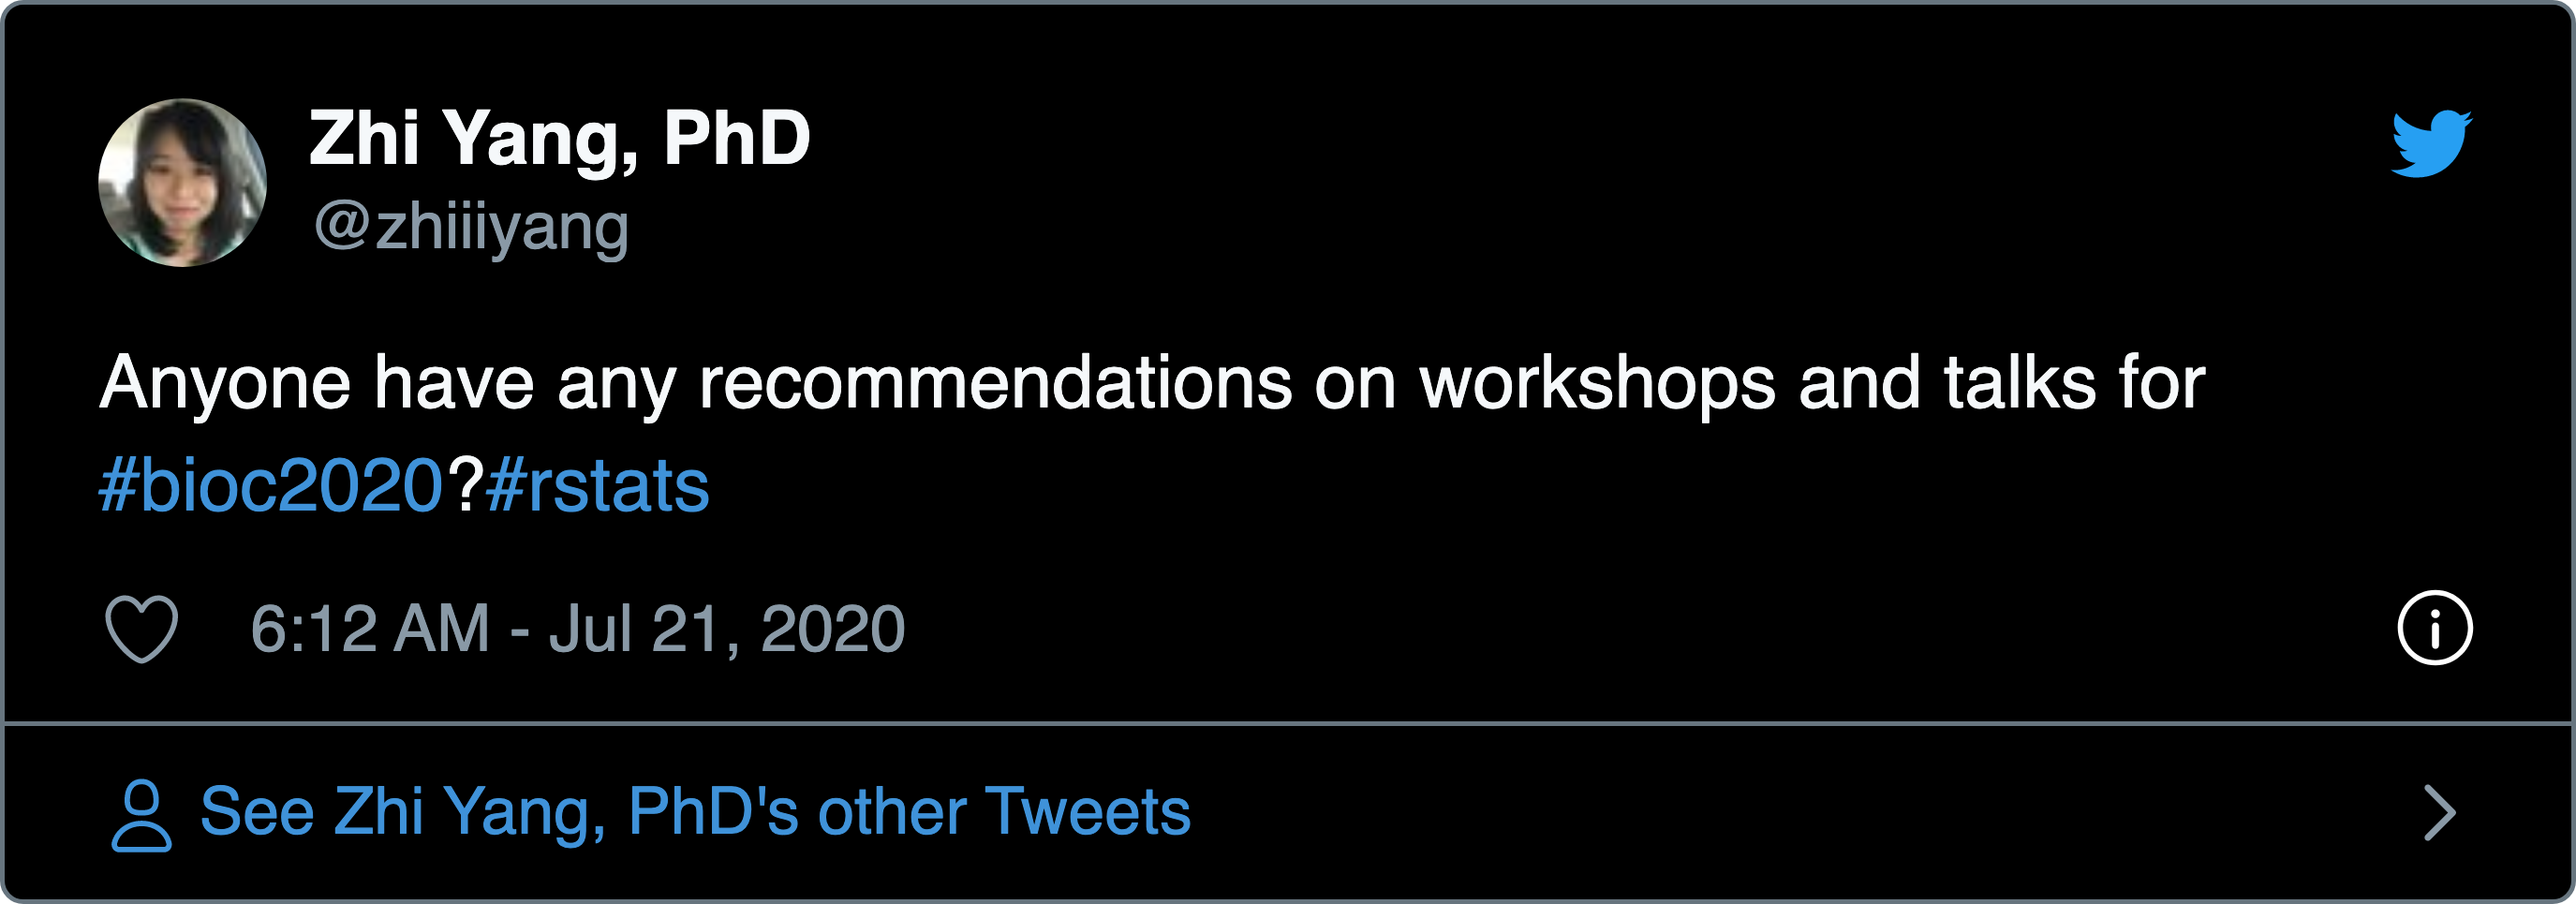 Zhi Yang, PhD
@zhiiiyang
Anyone have any recommendations on workshops and talks for
#bioc2020?#rstats
6:12 AM - Jul 21, 2020
See Zhi Yang, PhD's other Tweets